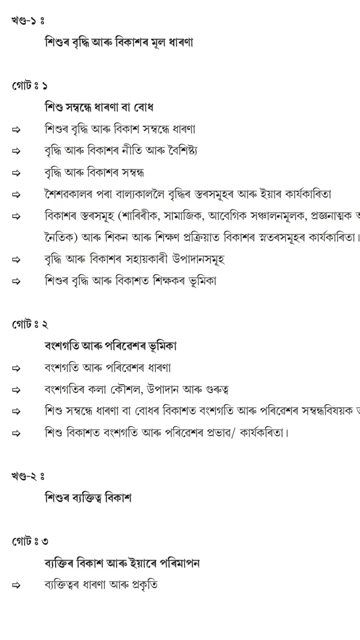 খণ্ড-১ ঃ
শিশুৰ বৃদ্ধি আৰু বিকাশৰ মূল ধাৰণা
গোট ঃ ১
শিশু সম্বন্ধে ধাৰণা বা বোধ
⇨ শিশুৰ বৃদ্ধি আৰু বিকাশ সম্বন্ধে ধাৰণা
⇨ বৃদ্ধি আৰু বিকাশৰ নীতি আৰু বৈশিষ্ট্য
⇨ বৃদ্ধি আৰু বিকাশৰ সম্বন্ধ
⇨ শৈশৱকালৰ পৰা বাল্যকাললৈ বৃদ্ধিৰ স্তৰসমূহৰ আৰু ইয়াৰ কাৰ্যকাৰিতা
⇨ বিকাশৰ স্তৰসমূহ (শাৰিৰীক, সামাজিক, আবেগিক সঞ্চালনমূলক, প্ৰজ্ঞনাত্মক
নৈতিক) আৰু শিকন আৰু শিক্ষণ প্ৰক্ৰিয়াত বিকাশৰ স্নতৰসমূহৰ কাৰ্যকাৰিতা।
⇨ বৃদ্ধি আৰু বিকাশৰ সহায়কাৰী উপাদানসমূহ
⇨ শিশুৰ বৃদ্ধি আৰু বিকাশত শিক্ষকৰ ভূমিকা
গোট ঃ ২
বংশগতি আৰু পৰিৱেশৰ ভূমিকা
⇨ বংশগতি আৰু পৰিৱেশৰ ধাৰণা
⇨ বংশগতিৰ কলা কৌশল, উপাদান আৰু গুৰুত্ব
⇨ শিশু সম্বন্ধে ধাৰণা বা বোধৰ বিকাশত বংশগতি আৰু পৰিৱেশৰ সম্বন্ধবিষয়ক
⇨ শিশু বিকাশত বংশগতি আৰু পৰিৱেশৰ প্ৰভাৱ/ কাৰ্যকৰিতা।
খণ্ড-২ ঃ
শিশুৰ ব্যক্তিত্ব বিকাশ
গোট ঃ ৩
ব্যক্তিৰ বিকাশ আৰু ইয়াৰে পৰিমাপন
⇨ ব্যক্তিত্বৰ ধাৰণা আৰু প্ৰকৃতি